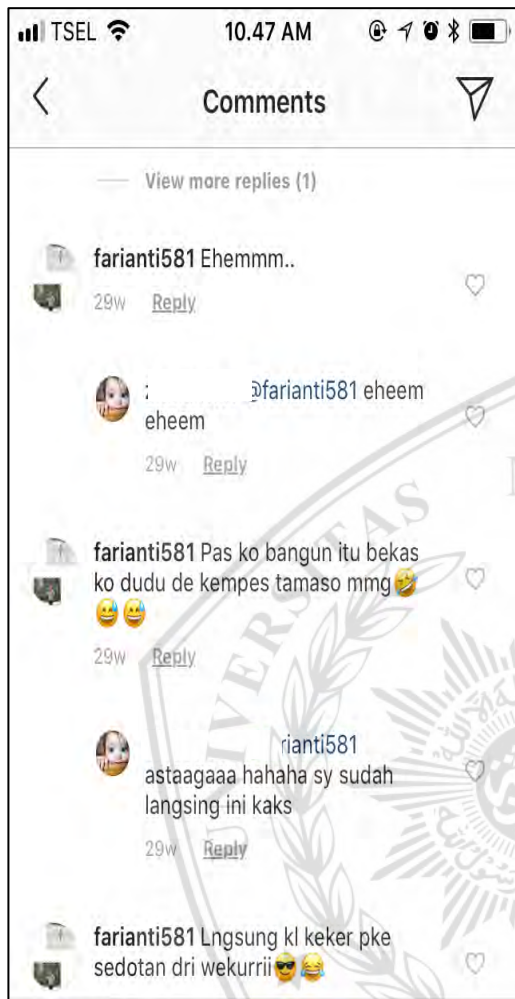 TSEL 10.47 AM
Comments
View more replies (1)
farianti581 Ehemmm..
29w Reply
@farianti581 eheem
eheem
29w Reply
farianti581 Pas ko bangun itu bekas
ko dudu de kempes tamaso mmg🤣
😅😅
29w Reply
rianti581
astaagaaa hahaha sy sudah
langsing ini kaks
29w Reply
farianti581 Lngsung kl keker pke
sedotan dri wekurrii😎😂
UNIVERSITAS